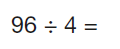 96 ÷ 4 =